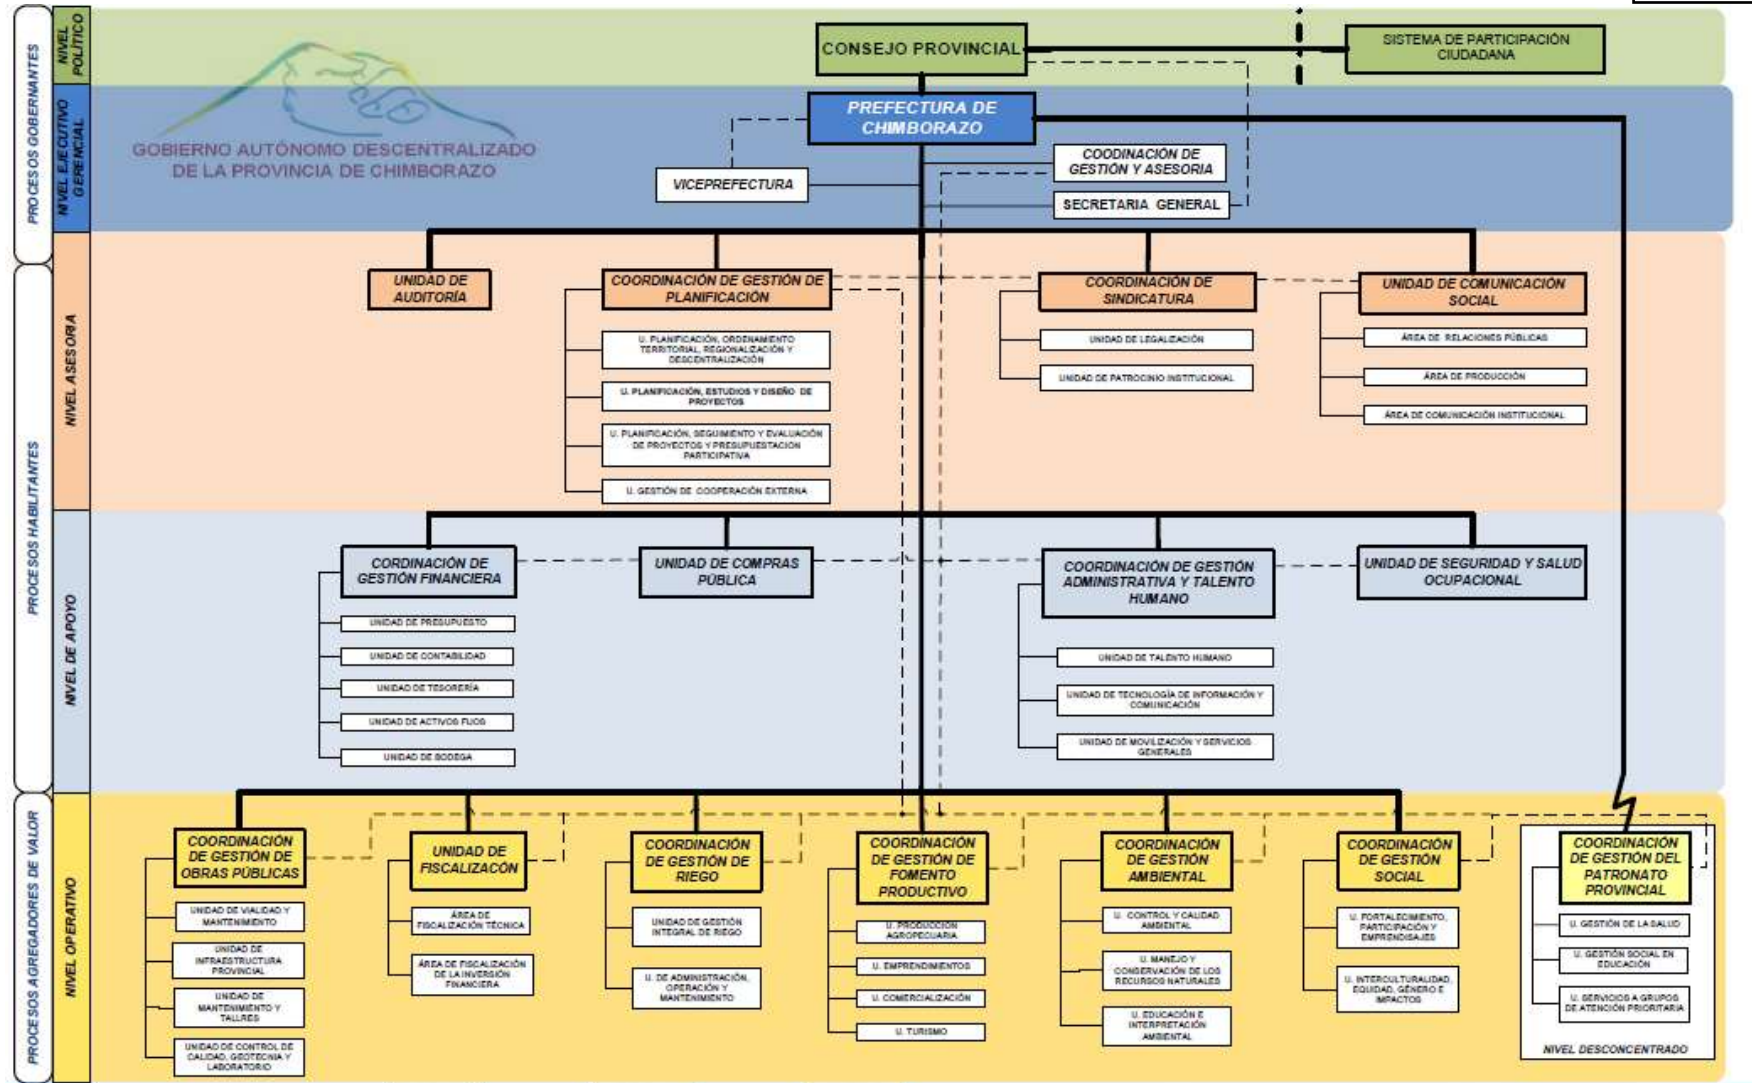 PROCESOS GOBERNANTES
NIVEL
POLÍTICO
CONSEJO PROVINCIAL
SISTEMA DE PARTICIPACIÓN
CIUDADANA
NIVEL EJECUTIVO
GERENCIAL
GOBIERNO AUTÓNOMO DESCENTRALIZADO
DE LA PROVINCIA DE CHIMBORAZO
PREFECTURA DE
CHIMBORAZO
VICEPREFECTURA
COODINACIÓN DE
GESTIÓN Y ASESORIA
SECRETARIA GENERAL
PROCESOS HABILITANTES
NIVEL ASESORIA
UNIDAD DE
AUDITORÍA
COORDINACIÓN DE GESTIÓN DE
PLANIFICACIÓN
U. PLANIFICACIÓN, ORDENAMIENTO
TERRITORIAL, REGIONALIZACIÓN Y
DESCENTRALIZACIÓN
U. PLANIFICACIÓN, ESTUDIOS Y DISEÑO DE
PROYECTOS
U. PLANIFICACIÓN, SEGUIMIENTO Y EVALUACIÓN
DE PROYECTOS Y PRESUPUESTACION
PARTICIPATIVA
U. GESTIÓN DE COOPERACIÓN EXTERNA
COORDINACIÓN DE
SINDICATURA
UNIDAD DE LEGALIZACIÓN
UNIDAD DE PATROCINIO INSTITUCIONAL
UNIDAD DE COMUNICACIÓN
SOCIAL
ÁREA DE RELACIONES PÚBLICAS
ÁREA DE PRODUCCIÓN
ÁREA DE COMUNICACIÓN INSTITUCIONAL
NIVEL DE APOYO
CORDINACIÓN DE
GESTIÓN FINANCIERA
UNIDAD DE PRESUPUESTO
UNIDAD DE CONTABILIDAD
UNIDAD DE TESORERÍA
UNIDAD DE ACTIVOS FIJOS
UNIDAD DE BODEGA
UNIDAD DE COMPRAS
PÚBLICA
COORDINACIÓN DE GESTIÓN
ADMINISTRATIVA Y TALENTO
HUMANO
UNIDAD DE TALENTO HUMANO
UNIDAD DE TECNOLOGÍA DE INFORMACIÓN Y
COMUNICACIÓN
UNIDAD DE MOVILIZACIÓN Y SERVICIOS
GENERALES
UNIDAD DE SEGURIDAD Y SALUD
OCUPACIONAL
PROCESOS AGREGADORES DE VALOR
NIVEL OPERATIVO
COORDINACIÓN
DE GESTIÓN DE
OBRAS PÚBLICAS
UNIDAD DE VIALIDAD Y
MANTENIMIENTO
UNIDAD DE
INFRAESTRUCTURA
PROVINCIAL
UNIDAD DE
MANTENIMIENTO Y
TALLRES
UNIDAD DE CONTROL DE
CALIDAD, GEOTECNIA Y
LABORATORIO
UNIDAD DE
FISCALIZACÓN
ÁREA DE
FISCALIZACIÓN TÉCNICA
ÁREA DE FISCALIZACIÓN
DE LA INVERSIÓN
FINANCIERA
COORDINACIÓN
DE GESTIÓN DE
RIEGO
UNIDAD DE GESTIÓN
INTEGRAL DE RIEGO
U. DE ADMINISTRACIÓN,
OPERACIÓN Y
MANTENIMIENTO
COORDINACIÓN
DE GESTIÓN DE
FOMENTO
PRODUCTIVO
U. PRODUCCIÓN
AGROPECUARIA
U. EMPRENDIMIENTOS
U. COMERCIALIZACIÓN
U. TURISMO
COORDINACIÓN
DE GESTIÓN
AMBIENTAL
U. CONTROL Y CALIDAD
AMBIENTAL
U. MANEJO Y
CONSERVACIÓN DE LOS
RECURSOS NATURALES
U. EDUCACIÓN E
INTERPRETACIÓN
AMBIENTAL
COORDINACIÓN
DE GESTIÓN
SOCIAL
U. FORTALECIMIENTO,
PARTICIPACIÓN Y
EMPRENDISAJES
U. INTERCULTURALIDAD,
EQUIDAD, GÉNERO E
IMPACTOS
COORDINACIÓN
DE GESTIÓN DEL
PATRONATO
PROVINCIAL
U. GESTIÓN DE LA SALUD
U. GESTIÓN SOCIAL EN
EDUCACIÓN
U. SERVICIOS A GRUPOS
DE ATENCIÓN PRIORITARIA
NIVEL DESCONCENTRADO